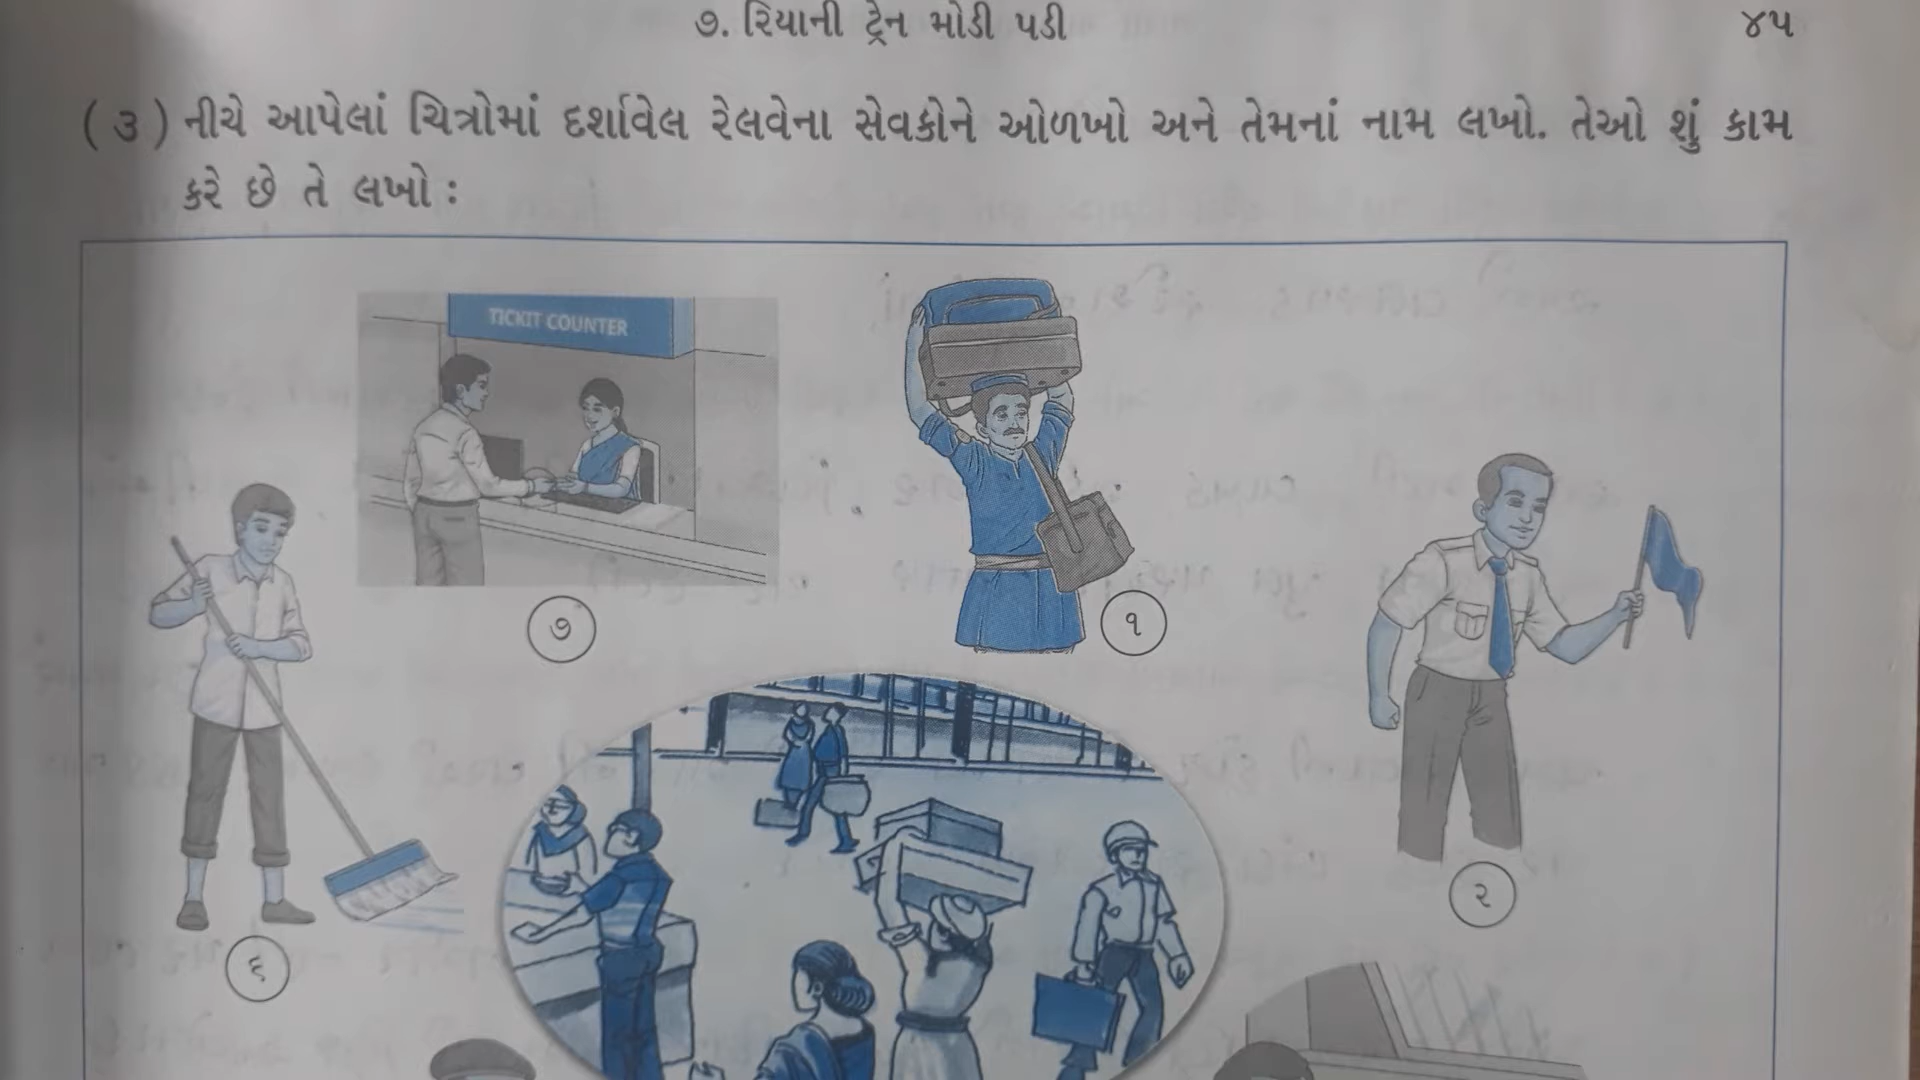 ૭. રિયાની ટ્રેન મોડી પડી ૪૫
(૩) નીચે આપેલાં ચિત્રોમાં દર્શાવેલ રેલવેના સેવકોને ઓળખો અને તેમનાં નામ લખો. તેઓ શું કામ
કરે છે તે લખો :
TICKIT COUNTER
૭
૧
૨
૬